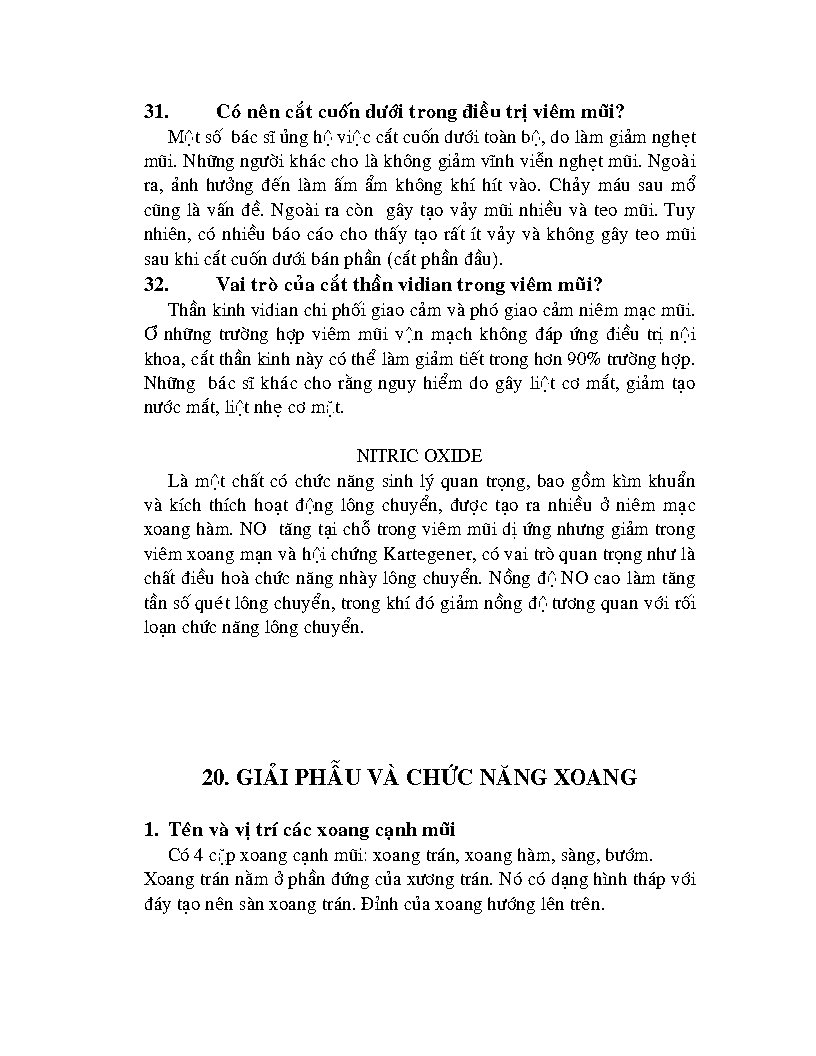 31. Có nên cắt cuốn dưới trong điều trị viêm mũi?
Một số bác sĩ ủng hộ việc cắt cuốn dưới toàn bộ, do làm giảm nghẹt
mũi. Những người khác cho là không giảm vĩnh viễn nghẹt mũi. Ngoài
ra, ảnh hưởng đến làm ấm ẩm không khí hít vào. Chảy máu sau mổ
cũng là vấn đề. Ngoài ra còn gây tạo vảy mũi nhiều và teo mũi. Tuy
nhiên, có nhiều báo cáo cho thấy tạo rất ít vảy và không gây teo mũi
sau khi cắt cuốn dưới bán phần (cắt phần đầu).
32. Vai trò của cắt thần vidian trong viêm mũi?
Thần kinh vidian chi phối giao cảm và phó giao cảm niêm mạc mũi.
Ơ những trường hợp viêm mũi vận mạch không đáp ứng điều trị nội
khoa, cắt thần kinh này có thể làm giảm tiết trong hơn 90% trường hợp.
Những bác sĩ khác cho rằng nguy hiểm do gây liệt cơ mắt, giảm tạo
nước mắt, liệt nhẹ cơ mặt.
NITRIC OXIDE
Là một chất có chức năng sinh lý quan trọng, bao gồm kìm khuẩn
và kích thích hoạt động lông chuyển, được tạo ra nhiều ở niêm mạc
xoang hàm. NO tăng tại chỗ trong viêm mũi dị ứng nhưng giảm trong
viêm xoang mạn và hội chứng Kartegener, có vai trò quan trọng như là
chất điều hoà chức năng nhày lông chuyển. Nồng độ NO cao làm tăng
tần số quét lông chuyển, trong khí đó giảm nồng độ tương quan với rối
loạn chức năng lông chuyển.
20. GIẢI PHẪU VÀ CHỨC NĂNG XOANG
1. Tên và vị trí các xoang cạnh mũi
Có 4 cặp xoang cạnh mũi: xoang trán, xoang hàm, sàng, bướm.
Xoang trán nằm ở phần đứng của xương trán. Nó có dạng hình tháp với
đáy tạo nên sàn xoang trán. Đỉnh của xoang hướng lên trên.